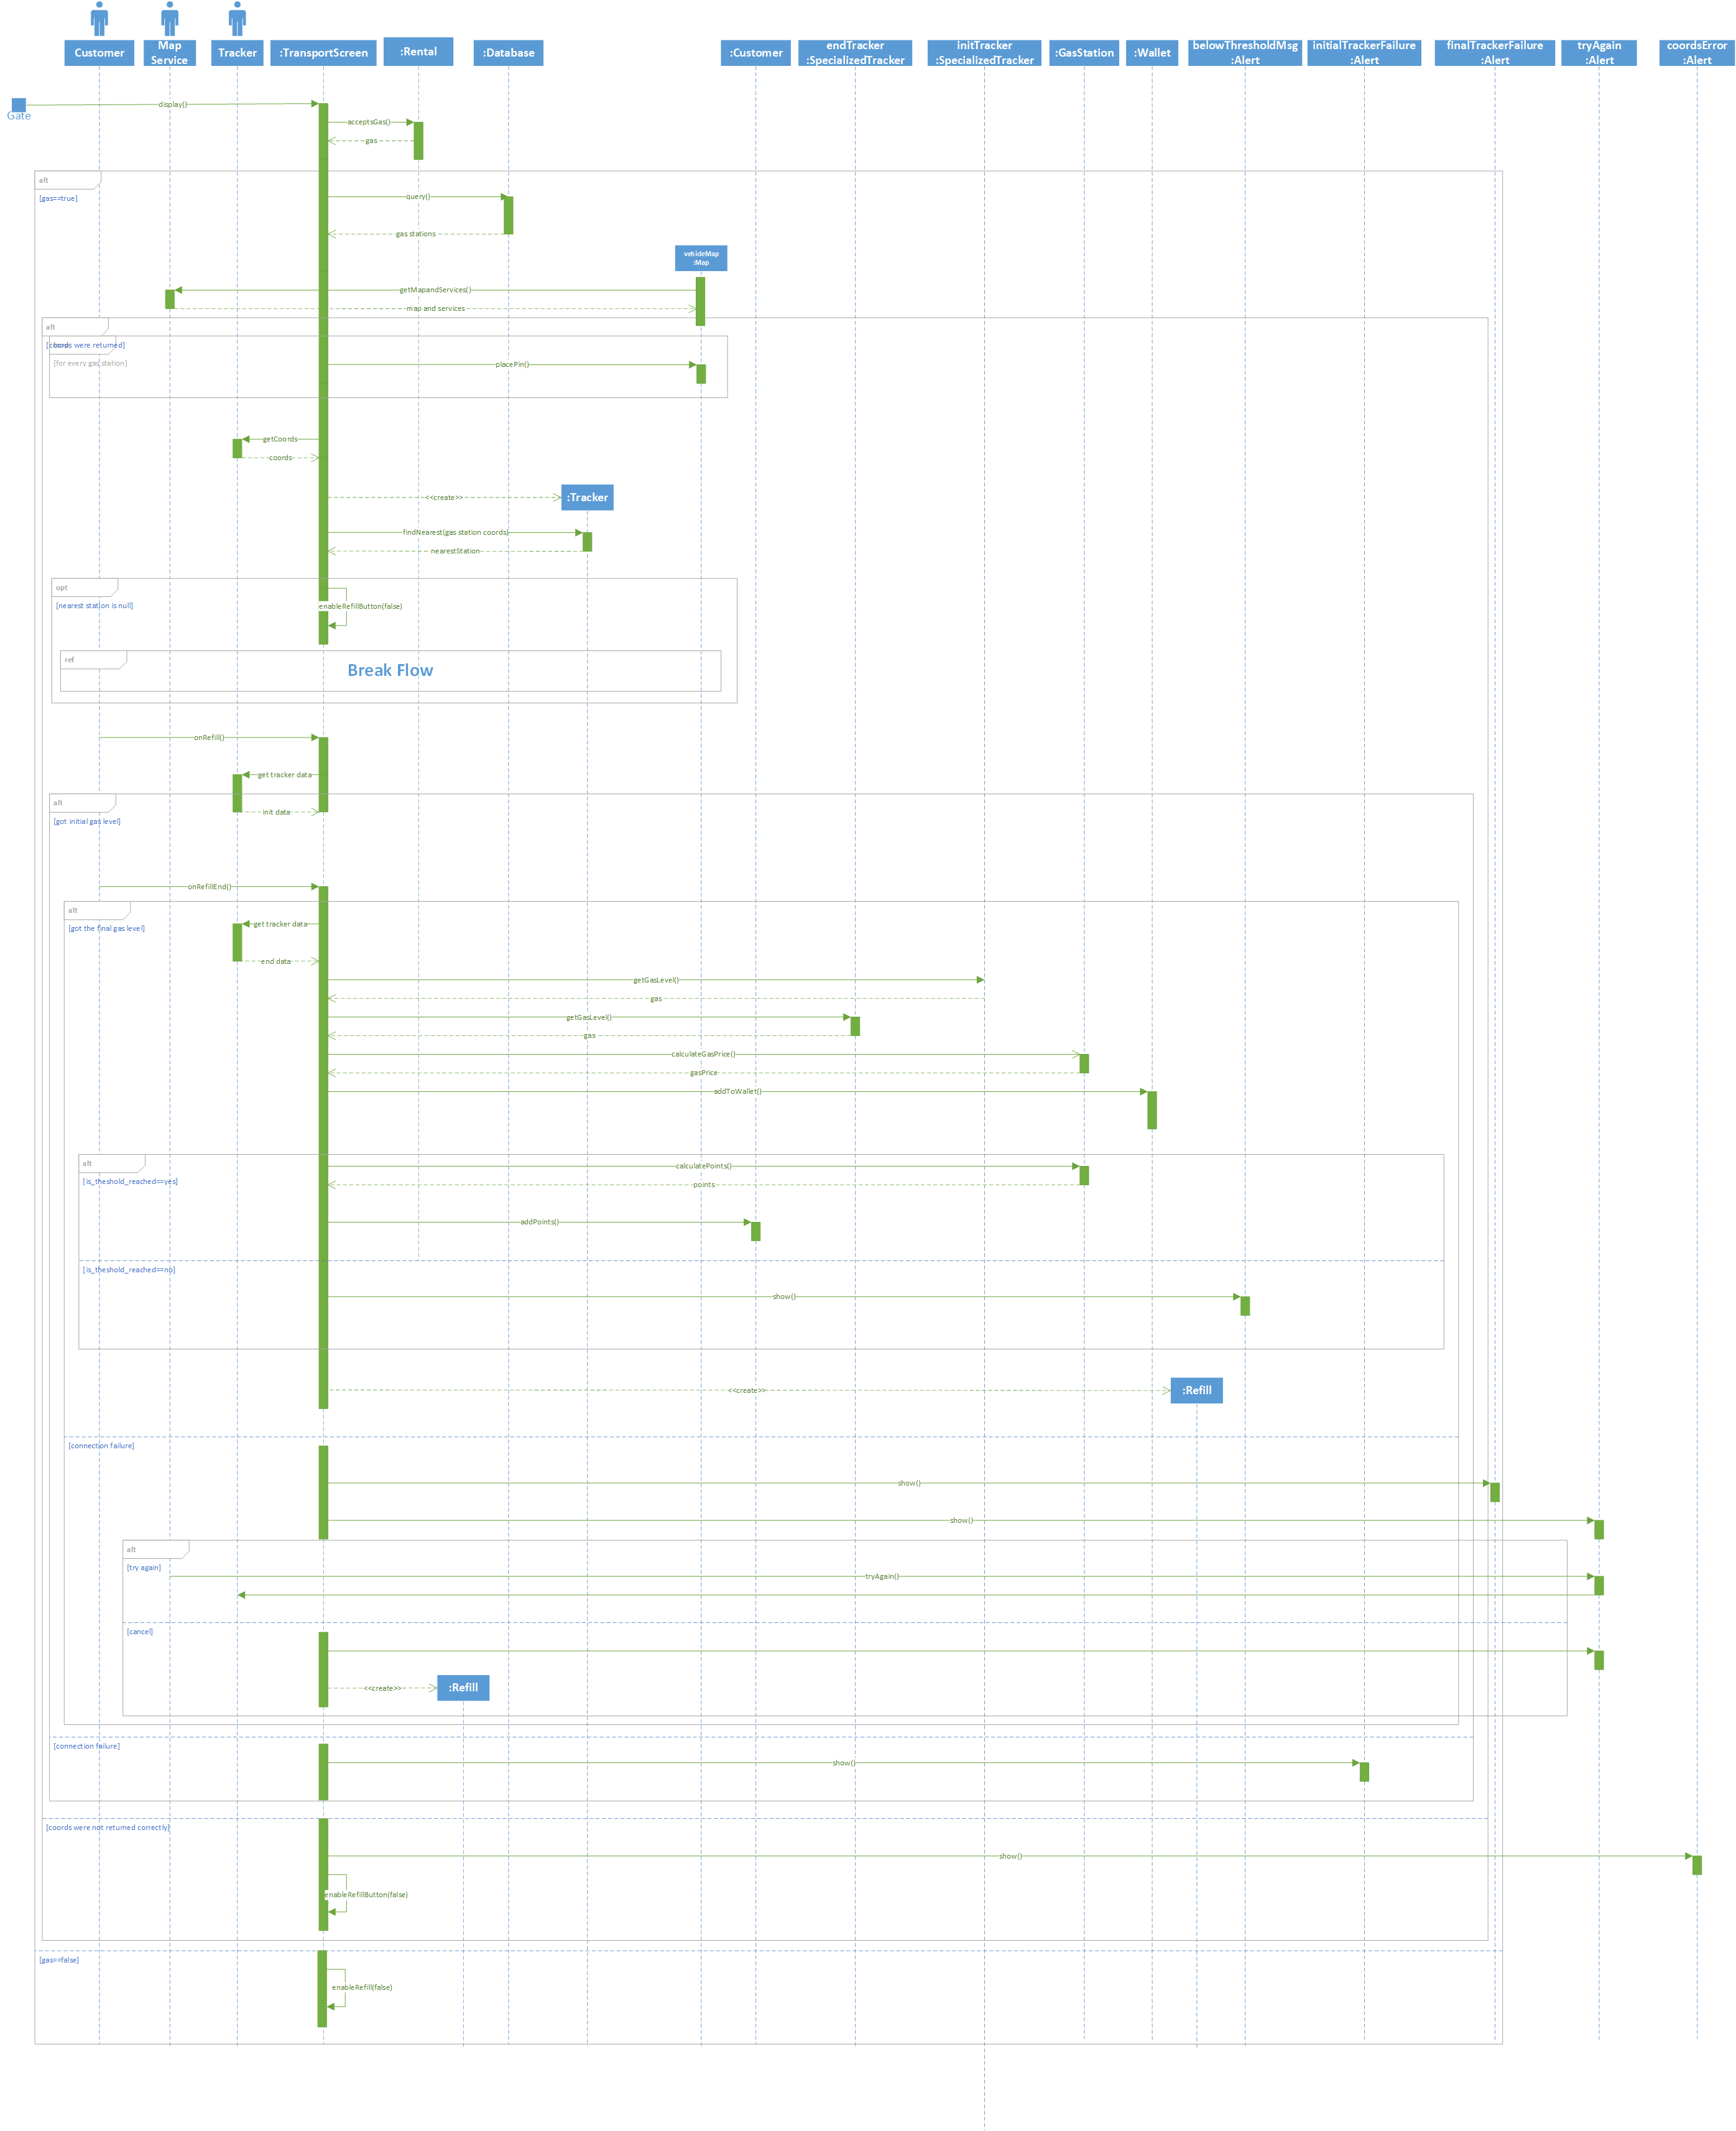 Customer
Map
Service
Tracker
:TransportScreen
:Rental
:Database
:Customer
endTracker
:SpecializedTracker
initTracker
:SpecializedTracker
:GasStation
:Wallet
belowThresholdMsg
:Alert
initialTrackerFailure
:Alert
finalTrackerFailure
:Alert
tryAgain
:Alert
coordsError
:Alert
Gate
display()
acceptsGas()
gas
alt
[gas==true]
query()
gas stations
vehideMap
:Map
getMapandServices()
map and services
alt
[coords were returned]
[for every gas station]
placePin()
getCoords
coords
<<create>>
:Tracker
findNearest(gas station coords)
nearestStation
opt
[nearest station is null]
enableRefillButton(false)
ref
Break Flow
onRefill()
get tracker data
alt
init data
[got initial gas level]
onRefillEnd()
alt
get tracker data
[got the final gas level]
end data
getGasLevel()
gas
getGasLevel()
gas
calculateGasPrice()
gasPrice
addToWallet()
alt
calculatePoints()
[is_theshold_reached==yes]
points
addPoints()
[is_theshold_reached==no]
show()
<<create>>
:Refill
[connection failure]
show()
show()
alt
[try again]
tryAgain()
[cancel]
<<create>>
:Refill
[connection failure]
show()
[coords were not returned correctly]
show()
enableRefillButton(false)
[gas==false]
enableRefill(false)